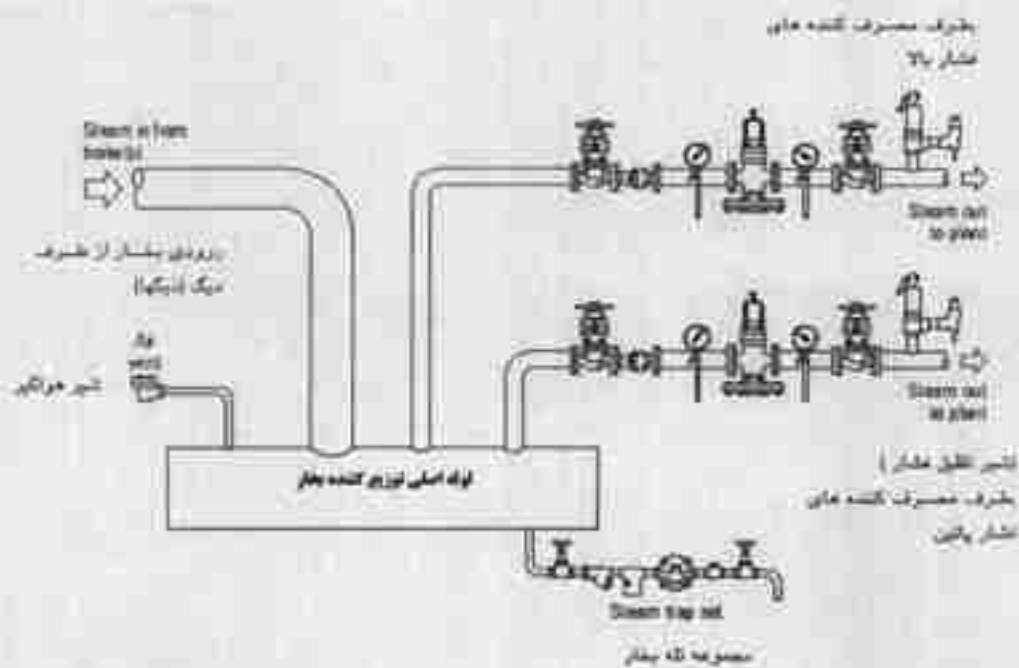 بطرف مصرف کننده های
فشار بالا
Steam in from
boiler(s)
ورودی بخار از طرف
دیگ (دیگها)
Steam out
to plant
Air
vent
شیر هواگیر
Steam out
to plant
لوله اصلی توزیع کننده بخار
(شیر تقلیل فشار)
بطرف مصرف کننده های
فشار پائین
Steam trap set
مجموعه تله بخار